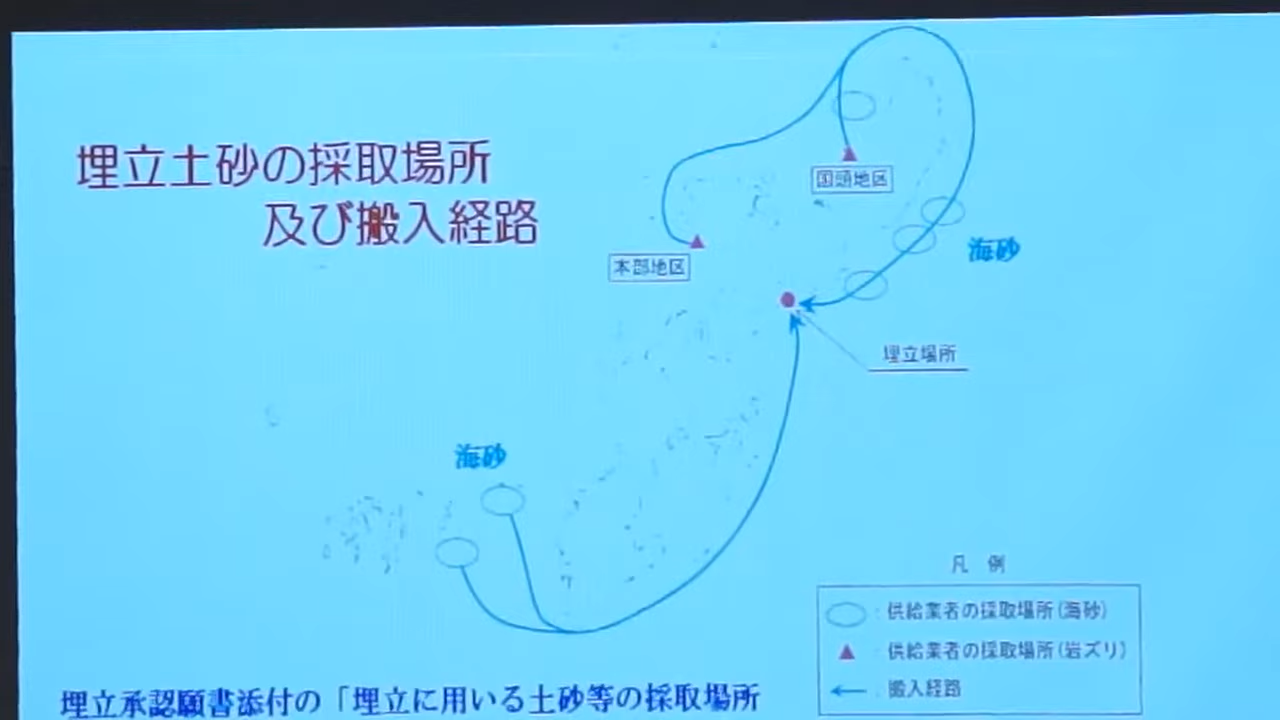 埋立土砂の採取場所
及び搬入経路
国頭地区
海砂
本部地区
埋立場所
海砂
凡 例
: 供給業者の採取場所(海砂)
: 供給業者の採取場所(岩ズリ)
: 搬入経路
埋立承認願書添付の「埋立に用いる土砂等の採取場所